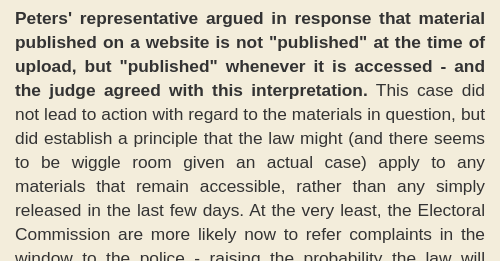 Peters' representative argued in response that material
published on a website is not "published" at the time of
upload, but "published" whenever it is accessed - and
the judge agreed with this interpretation. This case did
not lead to action with regard to the materials in question, but
did establish a principle that the law might (and there seems
to be wiggle room given an actual case) apply to any
materials that remain accessible, rather than any simply
released in the last few days. At the very least, the Electoral
Commission are more likely now to refer complaints in the
window to the police - raising the probability the law will